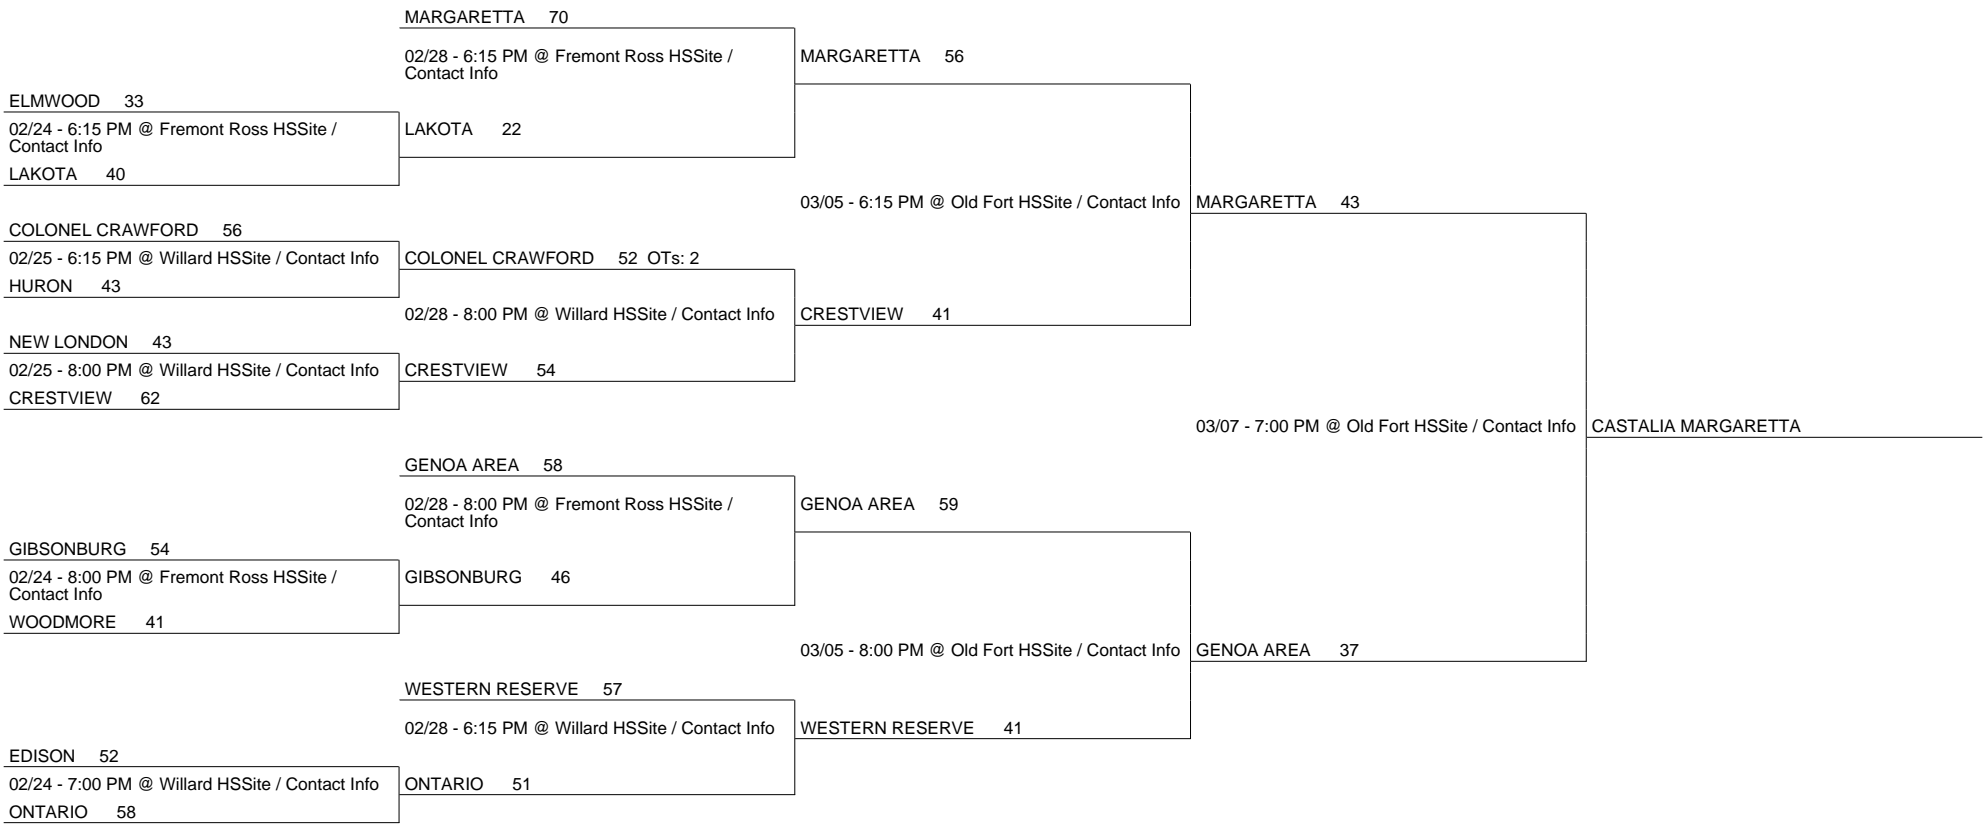 MARGARETTA 70
02/28 - 6:15 PM @ Fremont Ross HSSite /
Contact Info
MARGARETTA 56
ELMWOOD 33
02/24 - 6:15 PM @ Fremont Ross HSSite /
Contact Info
LAKOTA 22
LAKOTA 40
03/05 - 6:15 PM @ Old Fort HSSite / Contact Info
MARGARETTA 43
COLONEL CRAWFORD 56
02/25 - 6:15 PM @ Willard HSSite / Contact Info
COLONEL CRAWFORD 52 OTs: 2
HURON 43
02/28 - 8:00 PM @ Willard HSSite / Contact Info
CRESTVIEW 41
NEW LONDON 43
02/25 - 8:00 PM @ Willard HSSite / Contact Info
CRESTVIEW 54
CRESTVIEW 62
03/07 - 7:00 PM @ Old Fort HSSite / Contact Info
CASTALIA MARGARETTA
GENOA AREA 58
02/28 - 8:00 PM @ Fremont Ross HSSite /
Contact Info
GENOA AREA 59
GIBSONBURG 54
02/24 - 8:00 PM @ Fremont Ross HSSite /
Contact Info
GIBSONBURG 46
WOODMORE 41
03/05 - 8:00 PM @ Old Fort HSSite / Contact Info
GENOA AREA 37
WESTERN RESERVE 57
02/28 - 6:15 PM @ Willard HSSite / Contact Info
WESTERN RESERVE 41
EDISON 52
02/24 - 7:00 PM @ Willard HSSite / Contact Info
ONTARIO 51
ONTARIO 58